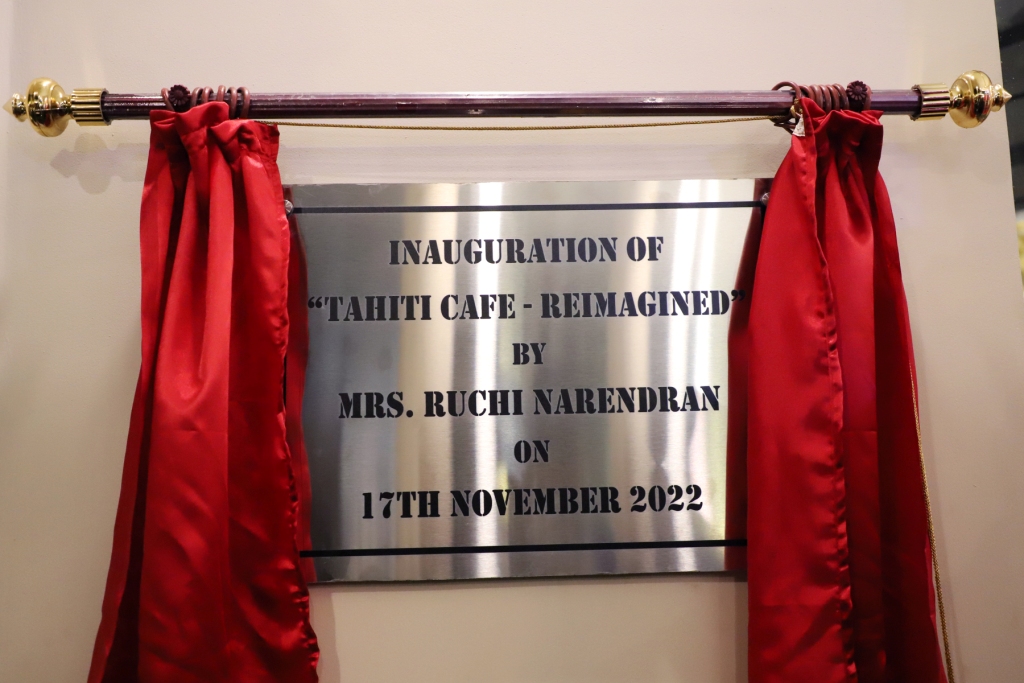 INAUGURATION OF
“TAHITI CAFE - REIMAGINED”
BY
MRS. RUCHI NARENDRAN
ON
17TH NOVEMBER 2022